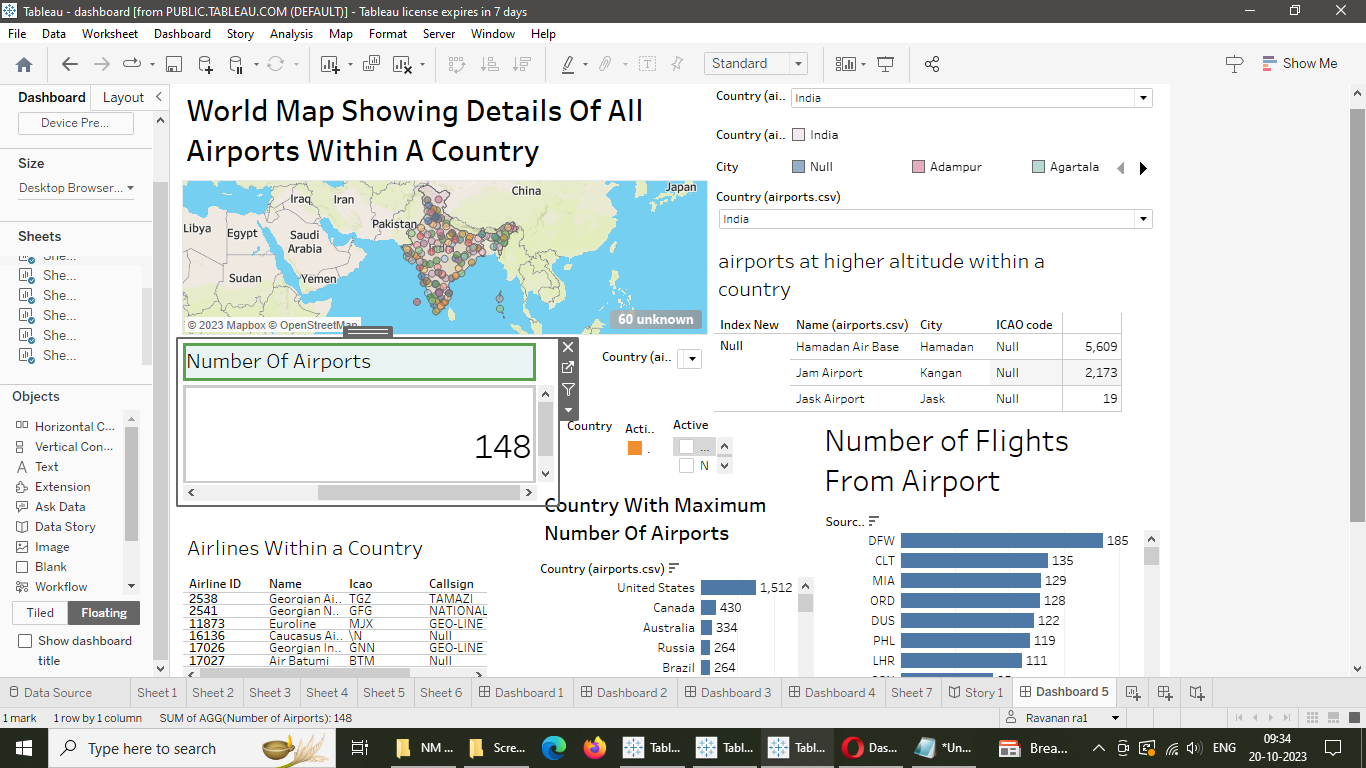 Tableau - dashboard [from PUBLIC.TABLEAU.COM (DEFAULT)] - Tableau license expires in 7 days
File Data Worksheet Dashboard Story Analysis Map Format Server Window Help
Standard
Show Me
Dashboard Layout
Device Pre...
Size
Desktop Browser...
Sheets
She...
She...
She...
She...
She...
She...
Objects
Horizontal C...
Vertical Con...
Text
Extension
Ask Data
Data Story
Image
Blank
Workflow
Tiled Floating
Show dashboard
title
World Map Showing Details Of All
Airports Within A Country
China
Japan
Iraq
Iran
Pakistan
Libya
Egypt
Saudi
Arabia
Sudan
Yemen
© 2023 Mapbox © OpenStreetMap
60 unknown
Country (ai.. India
Country (ai.. India
City Null Adampur Agartala
Country (airports.csv)
India
airports at higher altitude within a
country
Index New Name (airports.csv) City ICAO code
Null Hamadan Air Base Hamadan Null 5,609
Jam Airport Kangan Null 2,173
Jask Airport Jask Null 19
Number Of Airports
148
Country (ai..
Country Acti.. Active
. ...
N
Airlines Within a Country
Airline ID Name Icao Callsign
2538 Georgian Ai.. TGZ TAMAZI
2541 Georgian N.. GFG NATIONAL
11873 Euroline MJX GEO-LINE
16136 Caucasus Ai.. \N Null
17026 Georgian In.. GNN GEO-LINE
17027 Air Batumi BTM Null
Country With Maximum
Number Of Airports
Country (airports.csv)
United States 1,512
Canada 430
Australia 334
Russia 264
Brazil 264
Number of Flights
From Airport
Sourc..
DFW 185
CLT 135
MIA 129
ORD 128
DUS 122
PHL 119
LHR 111
Data Source Sheet 1 Sheet 2 Sheet 3 Sheet 4 Sheet 5 Sheet 6 Dashboard 1 Dashboard 2 Dashboard 3 Dashboard 4 Sheet 7 Story 1 Dashboard 5
1 mark 1 row by 1 column SUM of AGG(Number of Airports): 148 Ravanan ra1
Type here to search NM ... Scre... Tabl... Tabl... Tabl... Das... *Un... Brea... ENG 09:34
20-10-2023